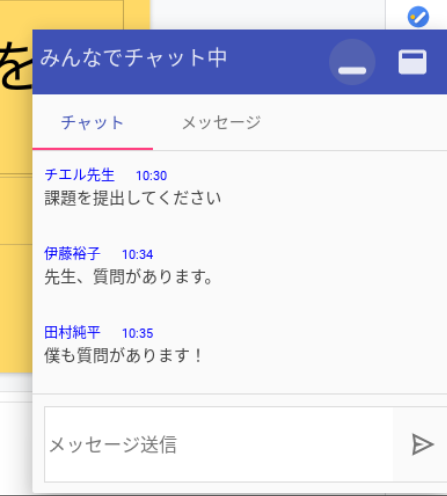 を
みんなでチャット中
チャット メッセージ
チエル先生 10:30
課題を提出してください
伊藤裕子 10:34
先生、質問があります。
田村純平 10:35
僕も質問があります！
メッセージ送信